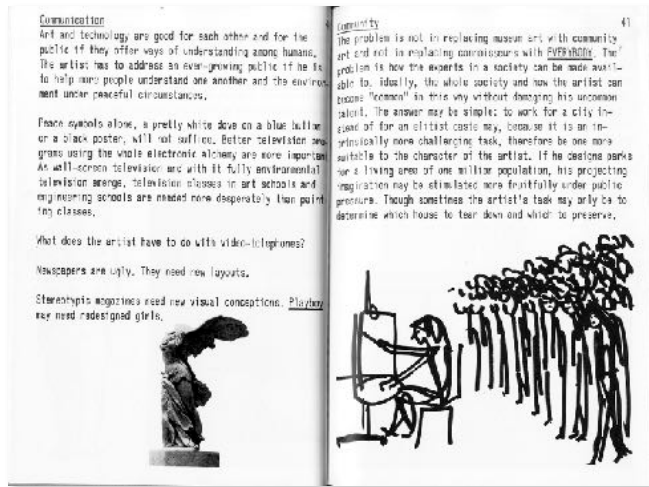 Communication
Art and technology are good for each other and for the
public if they offer ways of understanding among humans.
The artist has to address an ever-growing public if he is
to help more people understand one another and the environ-
ment under peaceful circumstances.
Peace symbols alone, a pretty white dove on a blue button
or a black poster, will not suffice. Better television pro-
grams using the whole electronic alchemy are more important
As wall-screen television and with it fully environmental
television emerge, television classes in art schools and
engineering schools are needed more desperately than paint-
ing classes.
What does the artist have to do with video-telephones?
Newspapers are ugly. They need new layouts.
Stereotypic magazines need new visual conceptions. Playboy
may need redesigned girls.
Community
41
The problem is not in replacing museum art with community
art and not in replacing connoisseurs with EVERYBODY. The
problem is how the experts in a society can be made avail-
able to, ideally, the whole society and how the artist can
become "common" in this way without damaging his uncommon
talent. The answer may be simple: to work for a city in-
stead of for an elitist caste may, because it is an in-
trinsically more challenging task, therefore be one more
suitable to the character of the artist. If he designs parks
for a living area of one million population, his projecting
imagination may be stimulated more fruitfully under public
pressure. Though sometimes the artist's task may only be to
determine which house to tear down and which to preserve.